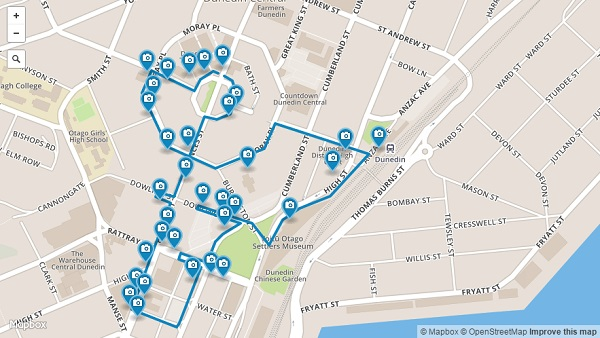 +
MORAY PL
Dunedin Central
Farmers
Dunedin
GREAT KING ST
CUMBERLAND ST
ST ANDREW ST
−
SMITH ST
BATH ST
BOW LN
WARD ST
WARD ST
STURDEE ST
Countdown
Dunedin Central
ANZAC AVE
Otago Girls
High School
BISHOPS RD
ELM ROW
WARD ST
JUTLAND ST
DEVON ST
Dunedin
CANNONGATE
CUMBERLAND ST
HIGH ST
THOMAS BURNS ST
MASON ST
DEVON ST
BOMBAY ST
TEWSLEY ST
CRESSWELL ST
RATTRAY
The Warehouse
Central Dunedin
Settlers Museum
FRYATT ST
WILLIS ST
CLARK ST
Dunedin
Chinese Garden
FISH ST
HIGH ST
MANSE ST
WATER ST
FRYATT ST
FRYATT ST
Mapbox
© Mapbox © OpenStreetMap Improve this map